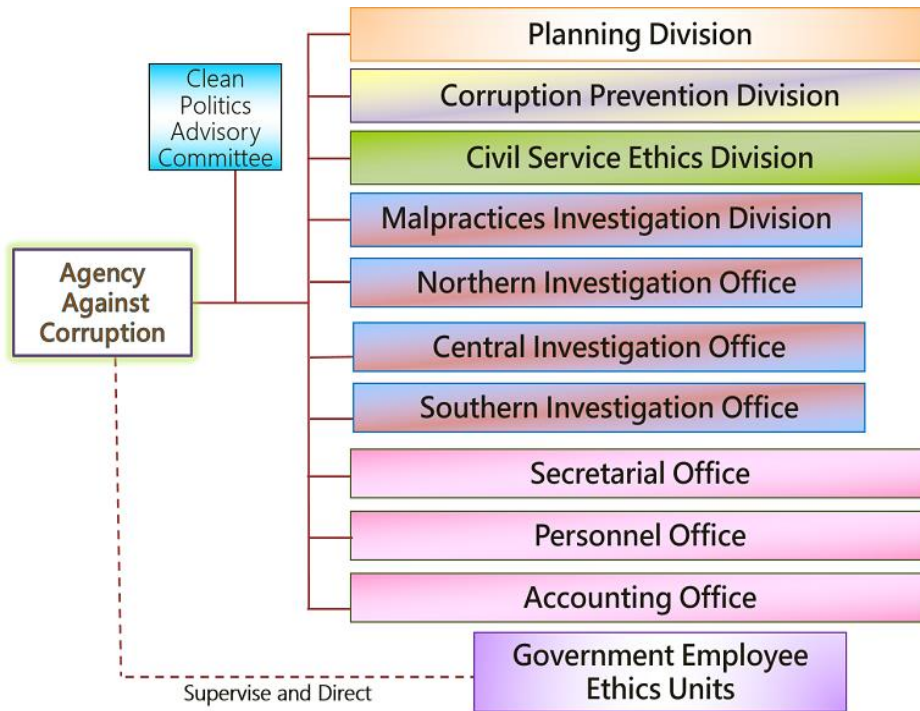 Planning Division
Clean
Politics
Advisory
Committee
Corruption Prevention Division
Civil Service Ethics Division
Malpractices Investigation Division
Agency
Against
Corruption
Northern Investigation Office
Central Investigation Office
Southern Investigation Office
Secretarial Office
Personnel Office
Accounting Office
Government Employee
Ethics Units
Supervise and Direct